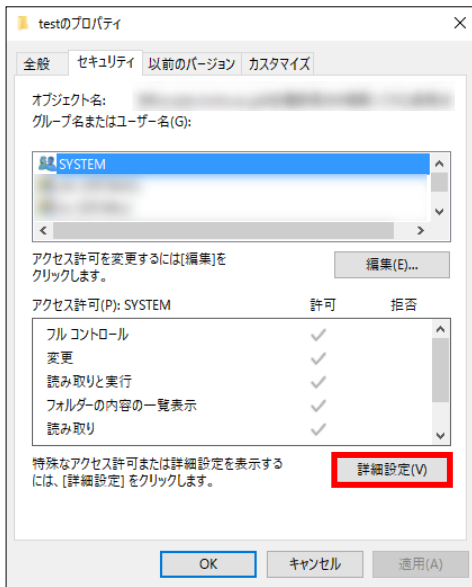 testのプロパティ
全般 セキュリティ 以前のバージョン カスタマイズ
オブジェクト名:
グループ名またはユーザー名(G):
SYSTEM
アクセス許可を変更するには[編集]を
クリックします。
編集(E)...
アクセス許可(P): SYSTEM 許可 拒否
フル コントロール
変更
読み取りと実行
フォルダーの内容の一覧表示
読み取り
特殊なアクセス許可または詳細設定を表示する
には、[詳細設定] をクリックします。
詳細設定(V)
OK キャンセル 適用(A)